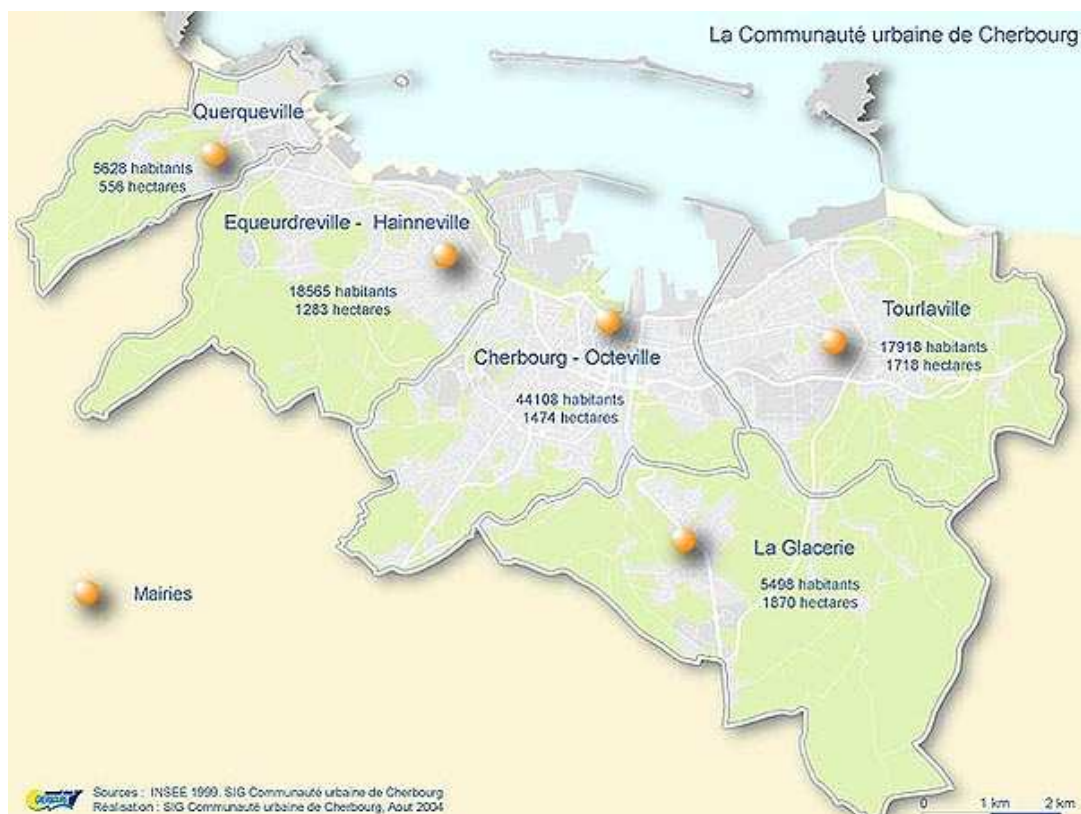 La Communauté urbaine de Cherbourg
Querqueville
5628 habitants
556 hectares
Equeurdreville - Hainneville
18565 habitants
1283 hectares
Tourlaville
17918 habitants
1718 hectares
Cherbourg - Octeville
44108 habitants
1474 hectares
La Glacerie
5498 habitants
1870 hectares
Mairies
Sources : INSEE 1999. SIG Communauté urbaine de Cherbourg
Réalisation : SIG Communauté urbaine de Cherbourg, Aout 2004
0 1 km 2 km